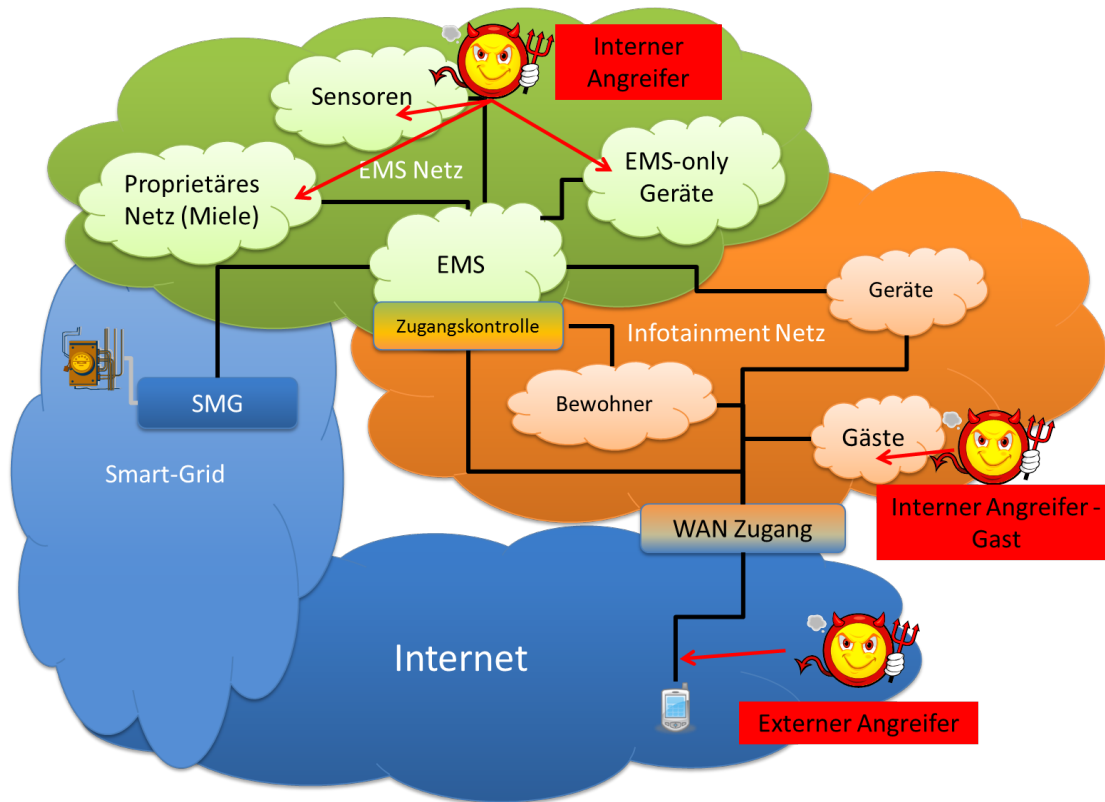 Interner
Angreifer
Sensoren
EMS Netz
EMS-only
Geräte
Proprietäres
Netz (Miele)
EMS
Geräte
Zugangskontrolle
Infotainment Netz
SMG
Bewohner
Gäste
Smart-Grid
Interner Angreifer -
Gast
WAN Zugang
Internet
Externer Angreifer